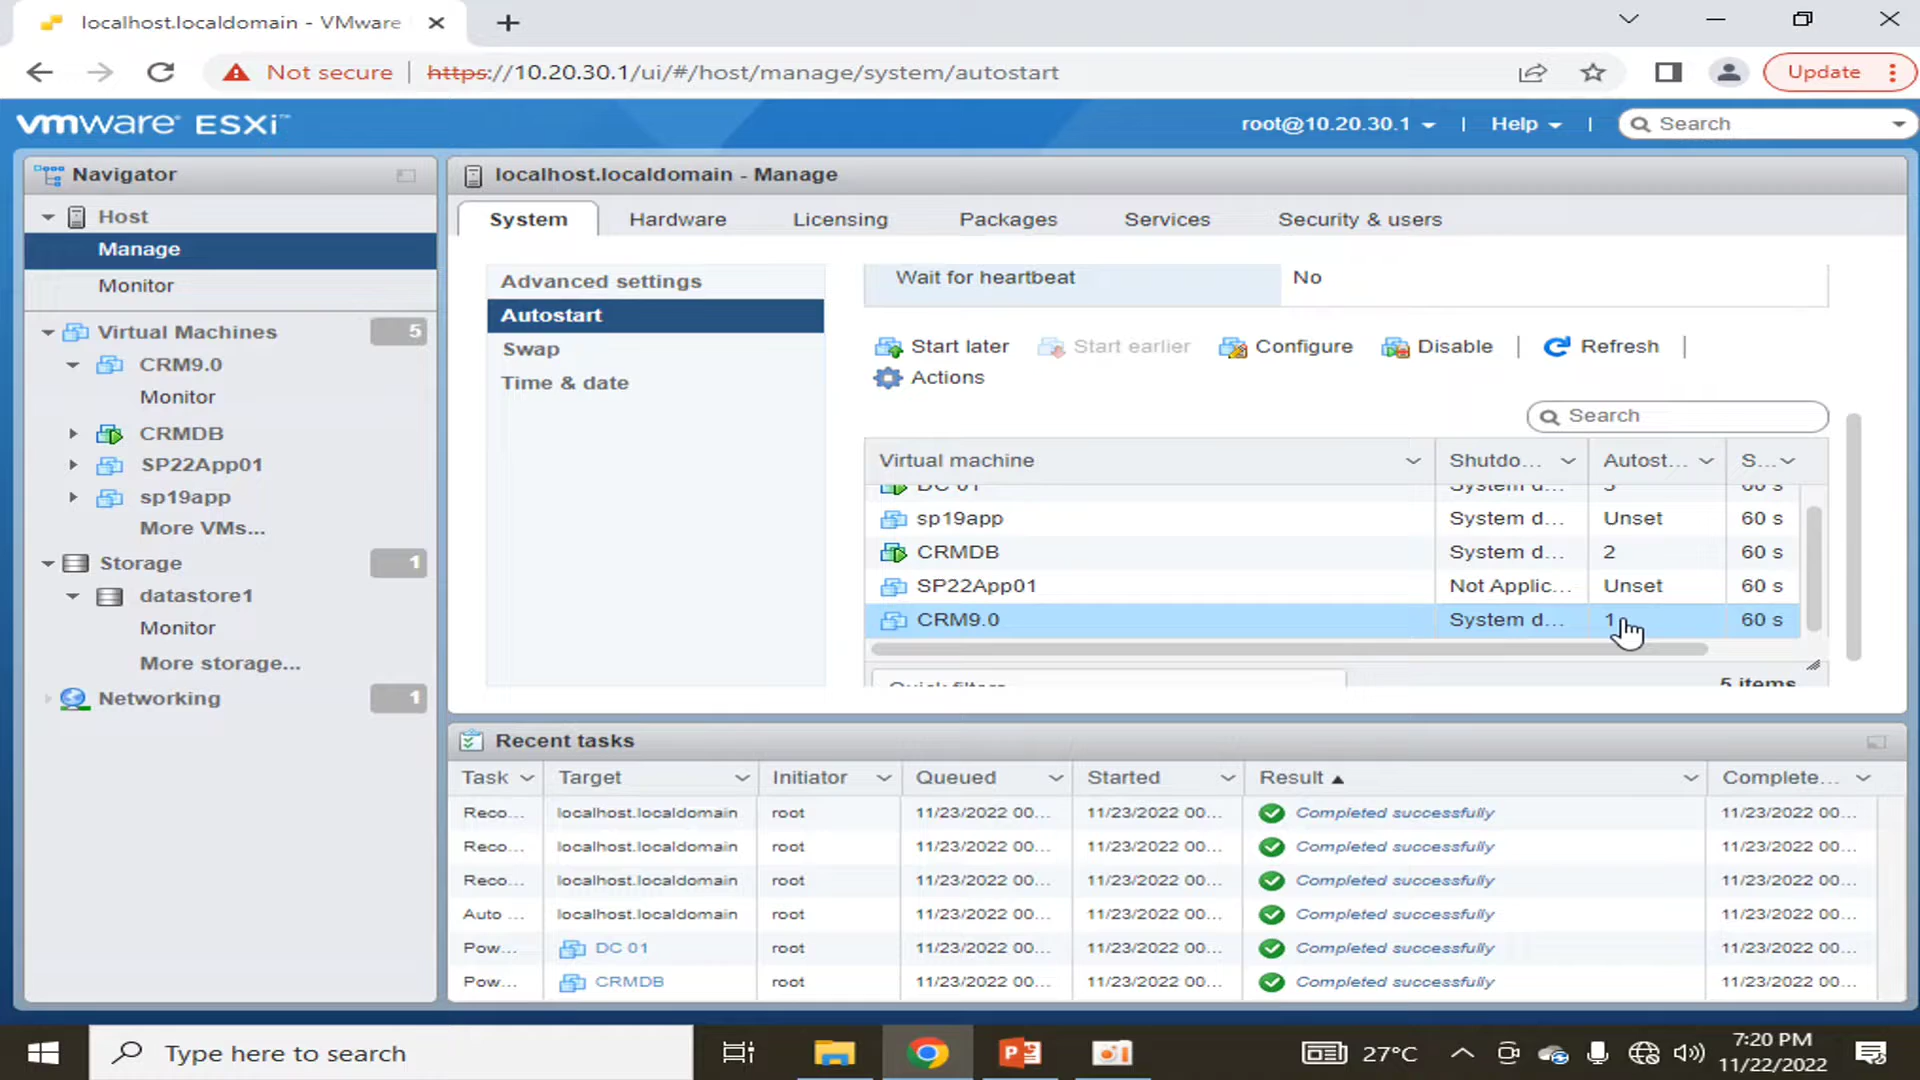 localhost.localdomain - VMware
Not secure | https://10.20.30.1/ui/#/host/manage/system/autostart
Update
vmware ESXi™
root@10.20.30.1 | Help | Search
Navigator
Host
Manage
Monitor
Virtual Machines 5
CRM9.0
Monitor
CRMDB
SP22App01
sp19app
More VMs...
Storage 1
datastore1
Monitor
More storage...
Networking 1
localhost.localdomain - Manage
System Hardware Licensing Packages Services Security & users
Advanced settings
Autostart
Swap
Time & date
Wait for heartbeat No
Start later Start earlier Configure Disable | Refresh |
Actions
Search
Virtual machine Shutdo... Autost... S...
DC 01 System d... 3 60 s
sp19app System d... Unset 60 s
CRMDB System d... 2 60 s
SP22App01 Not Applic... Unset 60 s
CRM9.0 System d... 1 60 s
Quick filters... 5 items
Recent tasks
Task Target Initiator Queued Started Result Complete...
Reco... localhost.localdomain root 11/23/2022 00... 11/23/2022 00... Completed successfully 11/23/2022 00...
Reco... localhost.localdomain root 11/23/2022 00... 11/23/2022 00... Completed successfully 11/23/2022 00...
Reco... localhost.localdomain root 11/23/2022 00... 11/23/2022 00... Completed successfully 11/23/2022 00...
Auto ... localhost.localdomain root 11/23/2022 00... 11/23/2022 00... Completed successfully 11/23/2022 00...
Pow... DC 01 root 11/23/2022 00... 11/23/2022 00... Completed successfully 11/23/2022 00...
Pow... CRMDB root 11/23/2022 00... 11/23/2022 00... Completed successfully 11/23/2022 00...
Type here to search
27°C
7:20 PM
11/22/2022